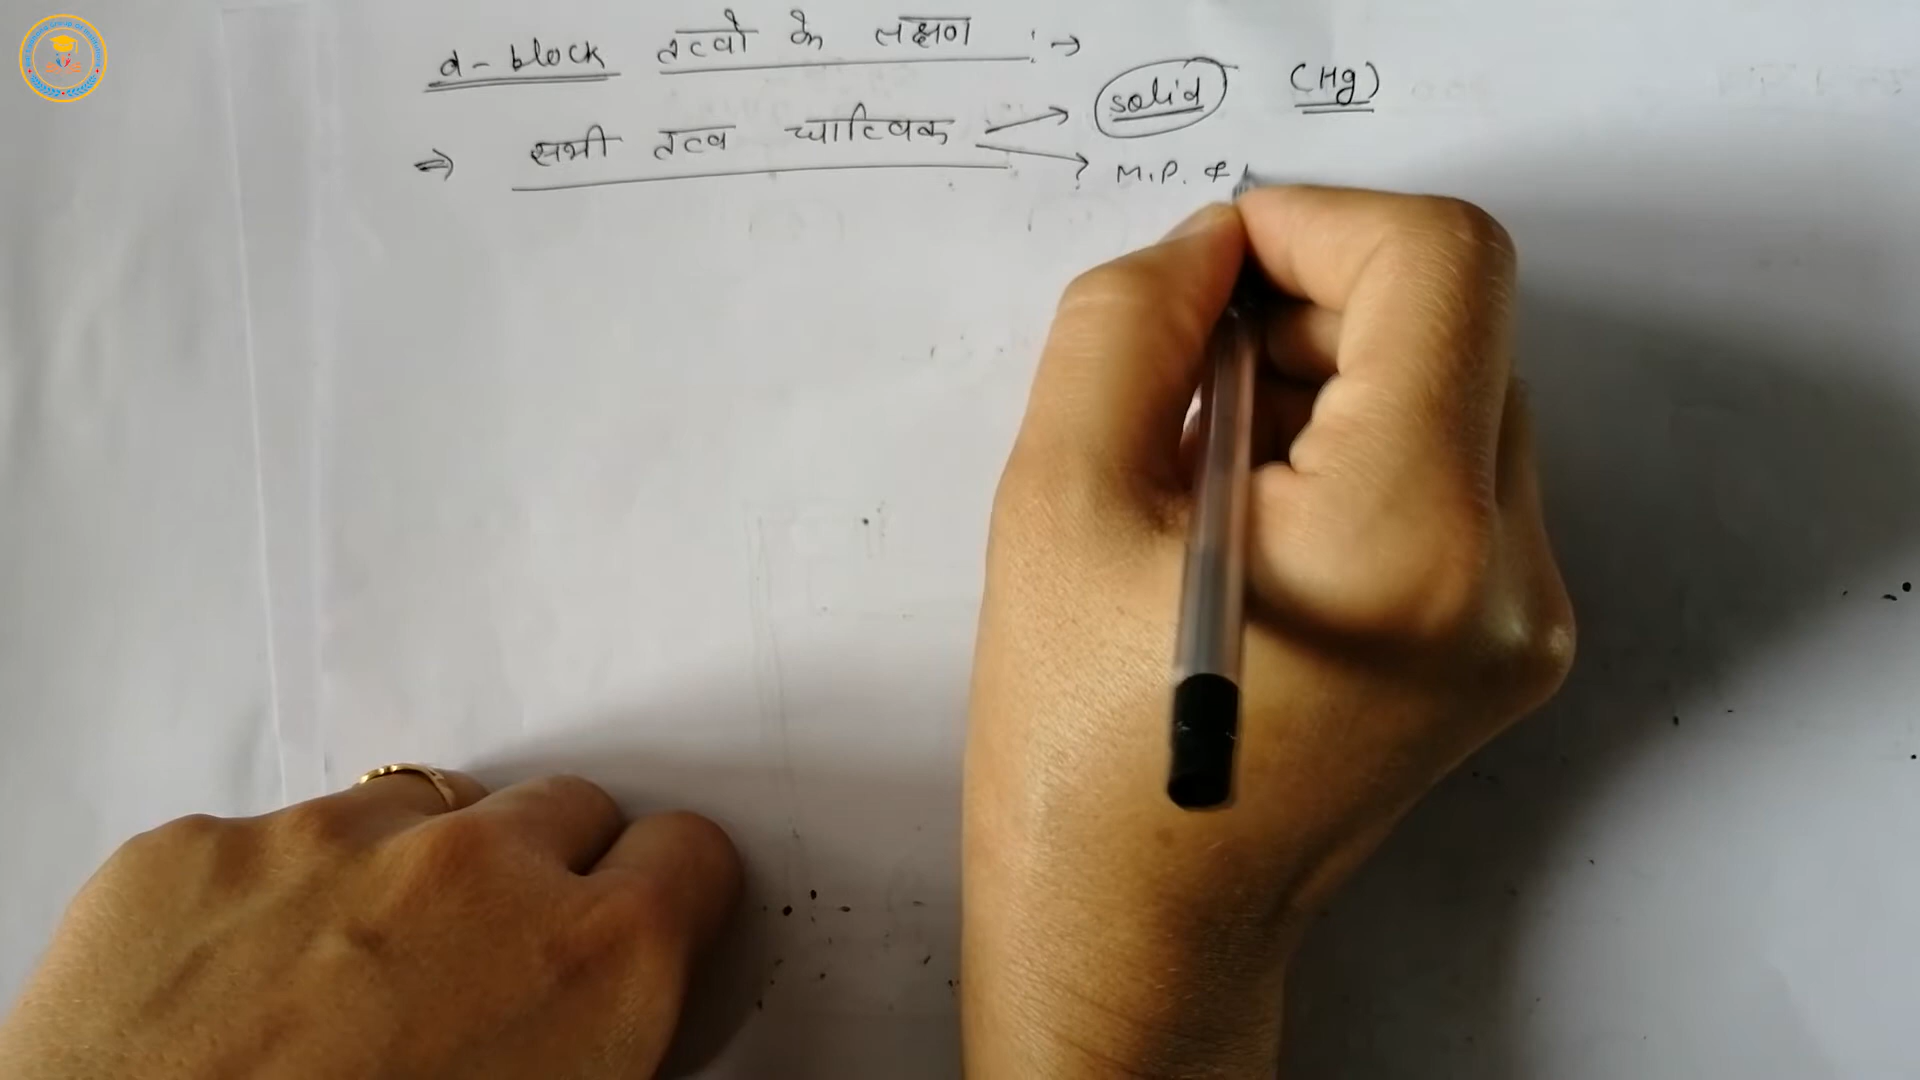 d-block तत्वो के लक्षण :→
⇒ सभी तत्व धात्विक → solid (Hg)
→ M.P. &